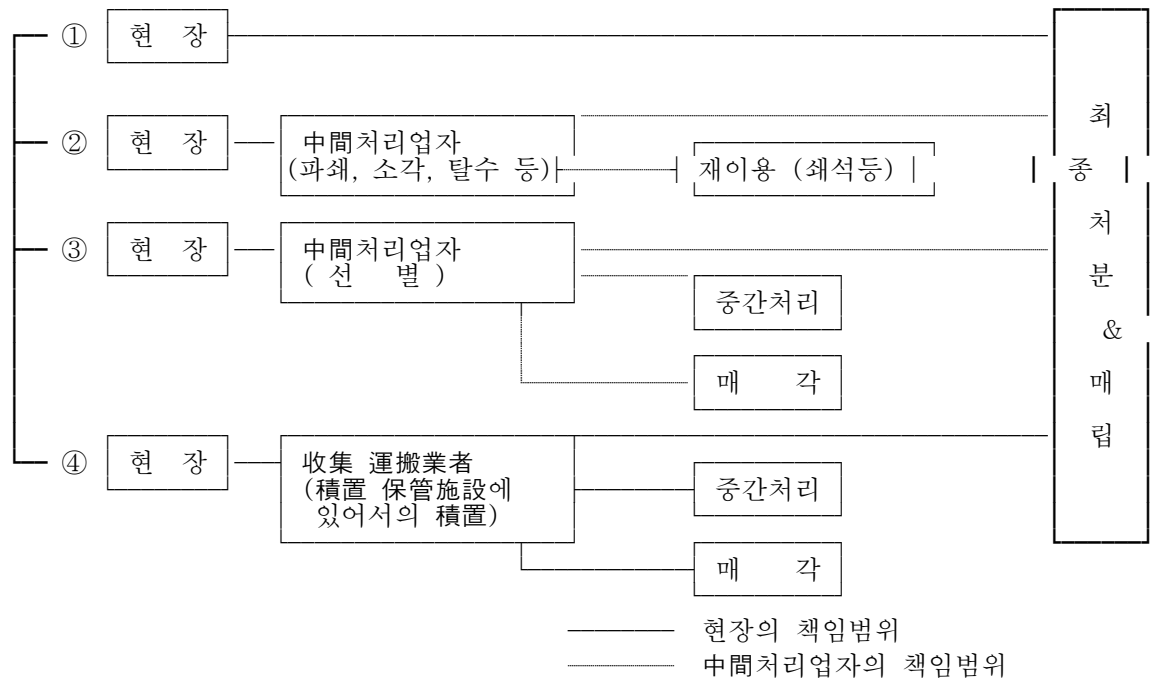 ① 현 장
② 현 장
中間처리업자
(파쇄, 소각, 탈수 등)
재이용 (쇄석등)
③ 현 장
中間처리업자
( 선 별 )
중간처리
매 각
④ 현 장
收集 運搬業者
(積置 保管施設에
있어서의 積置)
중간처리
매 각
최
종
처
분
&
매
립
현장의 책임범위
中間처리업자의 책임범위